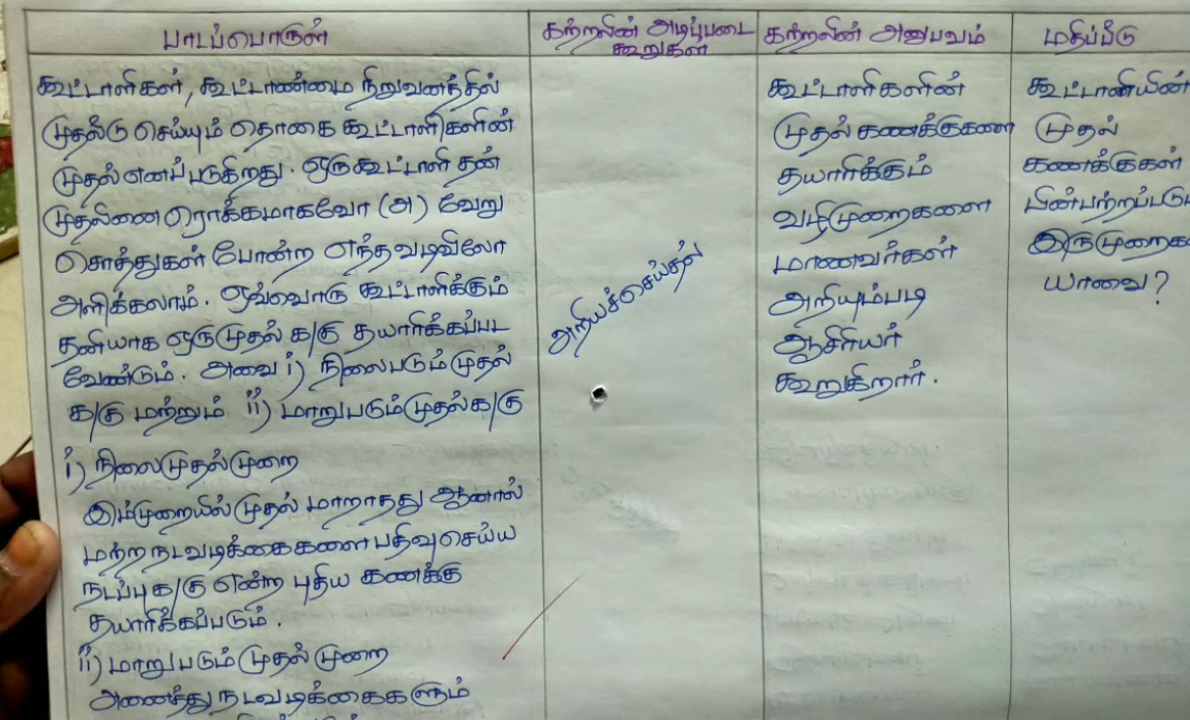 பாடப்பொருள்
கற்றலின் அடிப்படை
கூறுகள்
கற்றலின் அனுபவம்
மதிப்பீடு
கூட்டாளிகள், கூட்டாண்மை நிறுவனத்தில்
முதலீடு செய்யும் தொகை கூட்டாளிகளின்
முதல் எனப்படுகிறது. ஒரு கூட்டாளி தன்
முதலினை ரொக்கமாகவோ (அ) வேறு
சொத்துகள் போன்ற எந்த வடிவிலோ
அளிக்கலாம். ஒவ்வொரு கூட்டாளிக்கும்
தனியாக ஒரு முதல் க/கு தயாரிக்கப்பட
வேண்டும். அவை i) நிலைபடும் முதல்
க/கு மற்றும் ii) மாறுபடும் முதல் க/கு
i) நிலை முதல் முறை
இம்முறையில் முதல் மாறாதது ஆனால்
மற்ற நடவடிக்கைகளை பதிவு செய்ய
நடப்பு க/கு என்ற புதிய கணக்கு
தயாரிக்கப்படும்.
ii) மாறுபடும் முதல் முறை
அனைத்து நடவடிக்கைகளும்
அறியச்செய்தல்
கூட்டாளிகளின்
முதல் கணக்குகளை
தயாரிக்கும்
வழிமுறைகளை
மாணவர்கள்
அறியும்படி
ஆசிரியர்
கூறுகிறார்.
கூட்டாளியின்
முதல்
கணக்குகள்
பின்பற்றப்படு
இருமுறைக
யாவை?